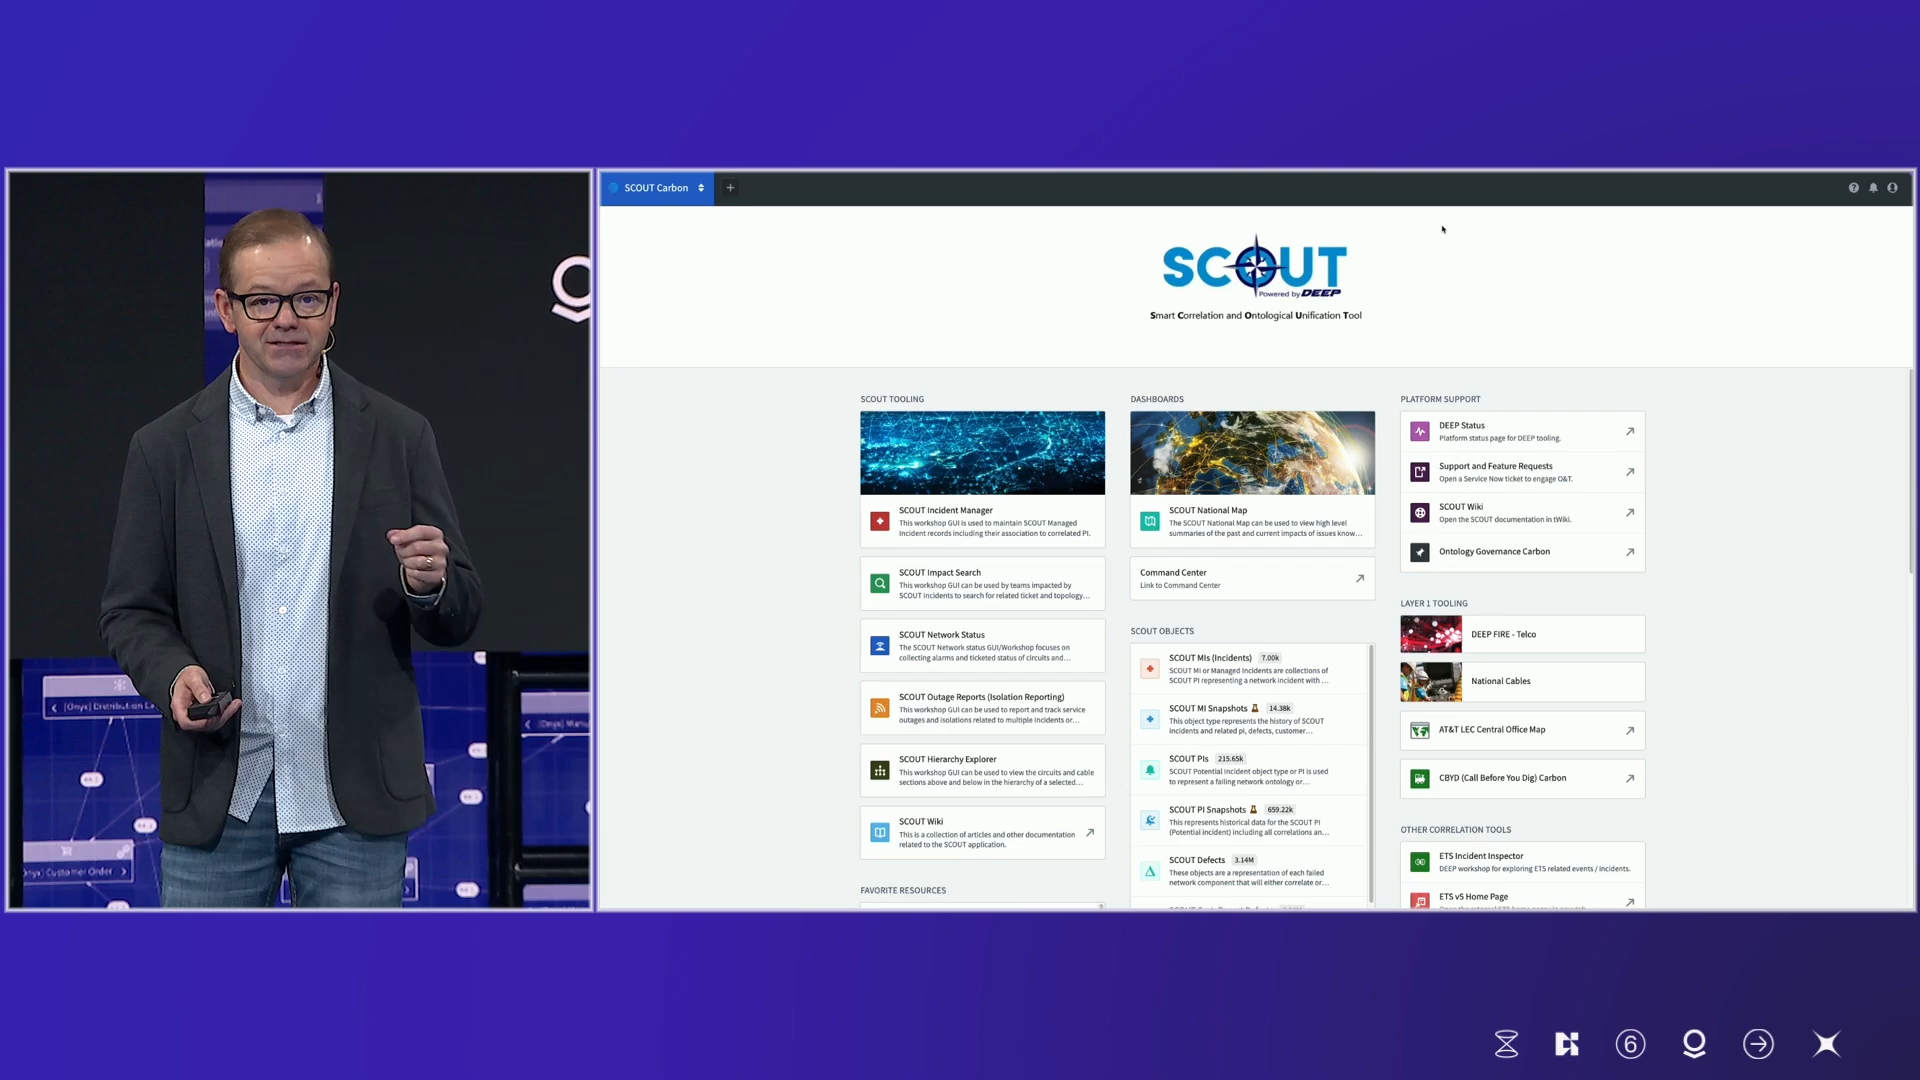 SCOUT Carbon
SCOUT
Powered by DEEP
Smart Correlation and Ontological Unification Tool
SCOUT TOOLING
SCOUT Incident Manager
This workshop GUI is used to maintain SCOUT Managed
Incident records including their association to correlated PI.
SCOUT Impact Search
This workshop GUI can be used by teams impacted by
SCOUT Incidents to search for related ticket and topology...
SCOUT Network Status
The SCOUT Network status GUI/Workshop focuses on
collecting alarms and ticketed status of circuits and...
SCOUT Outage Reports (Isolation Reporting)
This workshop GUI can be used to report and track service
outages and isolations related to multiple incidents or...
SCOUT Hierarchy Explorer
This workshop GUI can be used to view the circuits and cable
sections above and below in the hierarchy of a selected...
SCOUT Wiki
This is a collection of articles and other documentation
related to the SCOUT application.
FAVORITE RESOURCES
DASHBOARDS
SCOUT National Map
The SCOUT National Map can be used to view high level
summaries of the past and current impacts of issues know...
Command Center
Link to Command Center
SCOUT OBJECTS
SCOUT MIs (Incidents) 7.00k
SCOUT MI or Managed Incidents are collections of
SCOUT PI representing a network incident with ...
SCOUT MI Snapshots 14.38k
This object type represents the history of SCOUT
incidents and related pi, defects, customer...
SCOUT PIs 215.65k
SCOUT Potential Incident object type or PI is used
to represent a failing network ontology or...
SCOUT PI Snapshots 659.22k
This represents historical data for the SCOUT PI
(Potential incident) including all correlations an...
SCOUT Defects 3.14M
These objects are a representation of each failed
network component that will either correlate or...
PLATFORM SUPPORT
DEEP Status
Platform status page for DEEP tooling.
Support and Feature Requests
Open a Service Now ticket to engage O&T.
SCOUT Wiki
Open the SCOUT documentation in tWiki.
Ontology Governance Carbon
LAYER 1 TOOLING
DEEP FIRE - Telco
National Cables
AT&T LEC Central Office Map
CBYD (Call Before You Dig) Carbon
OTHER CORRELATION TOOLS
ETS Incident Inspector
DEEP workshop for exploring ETS related events / incidents.
ETS v5 Home Page
[Onyx] Distribution
Customer Order
[Onyx]
6